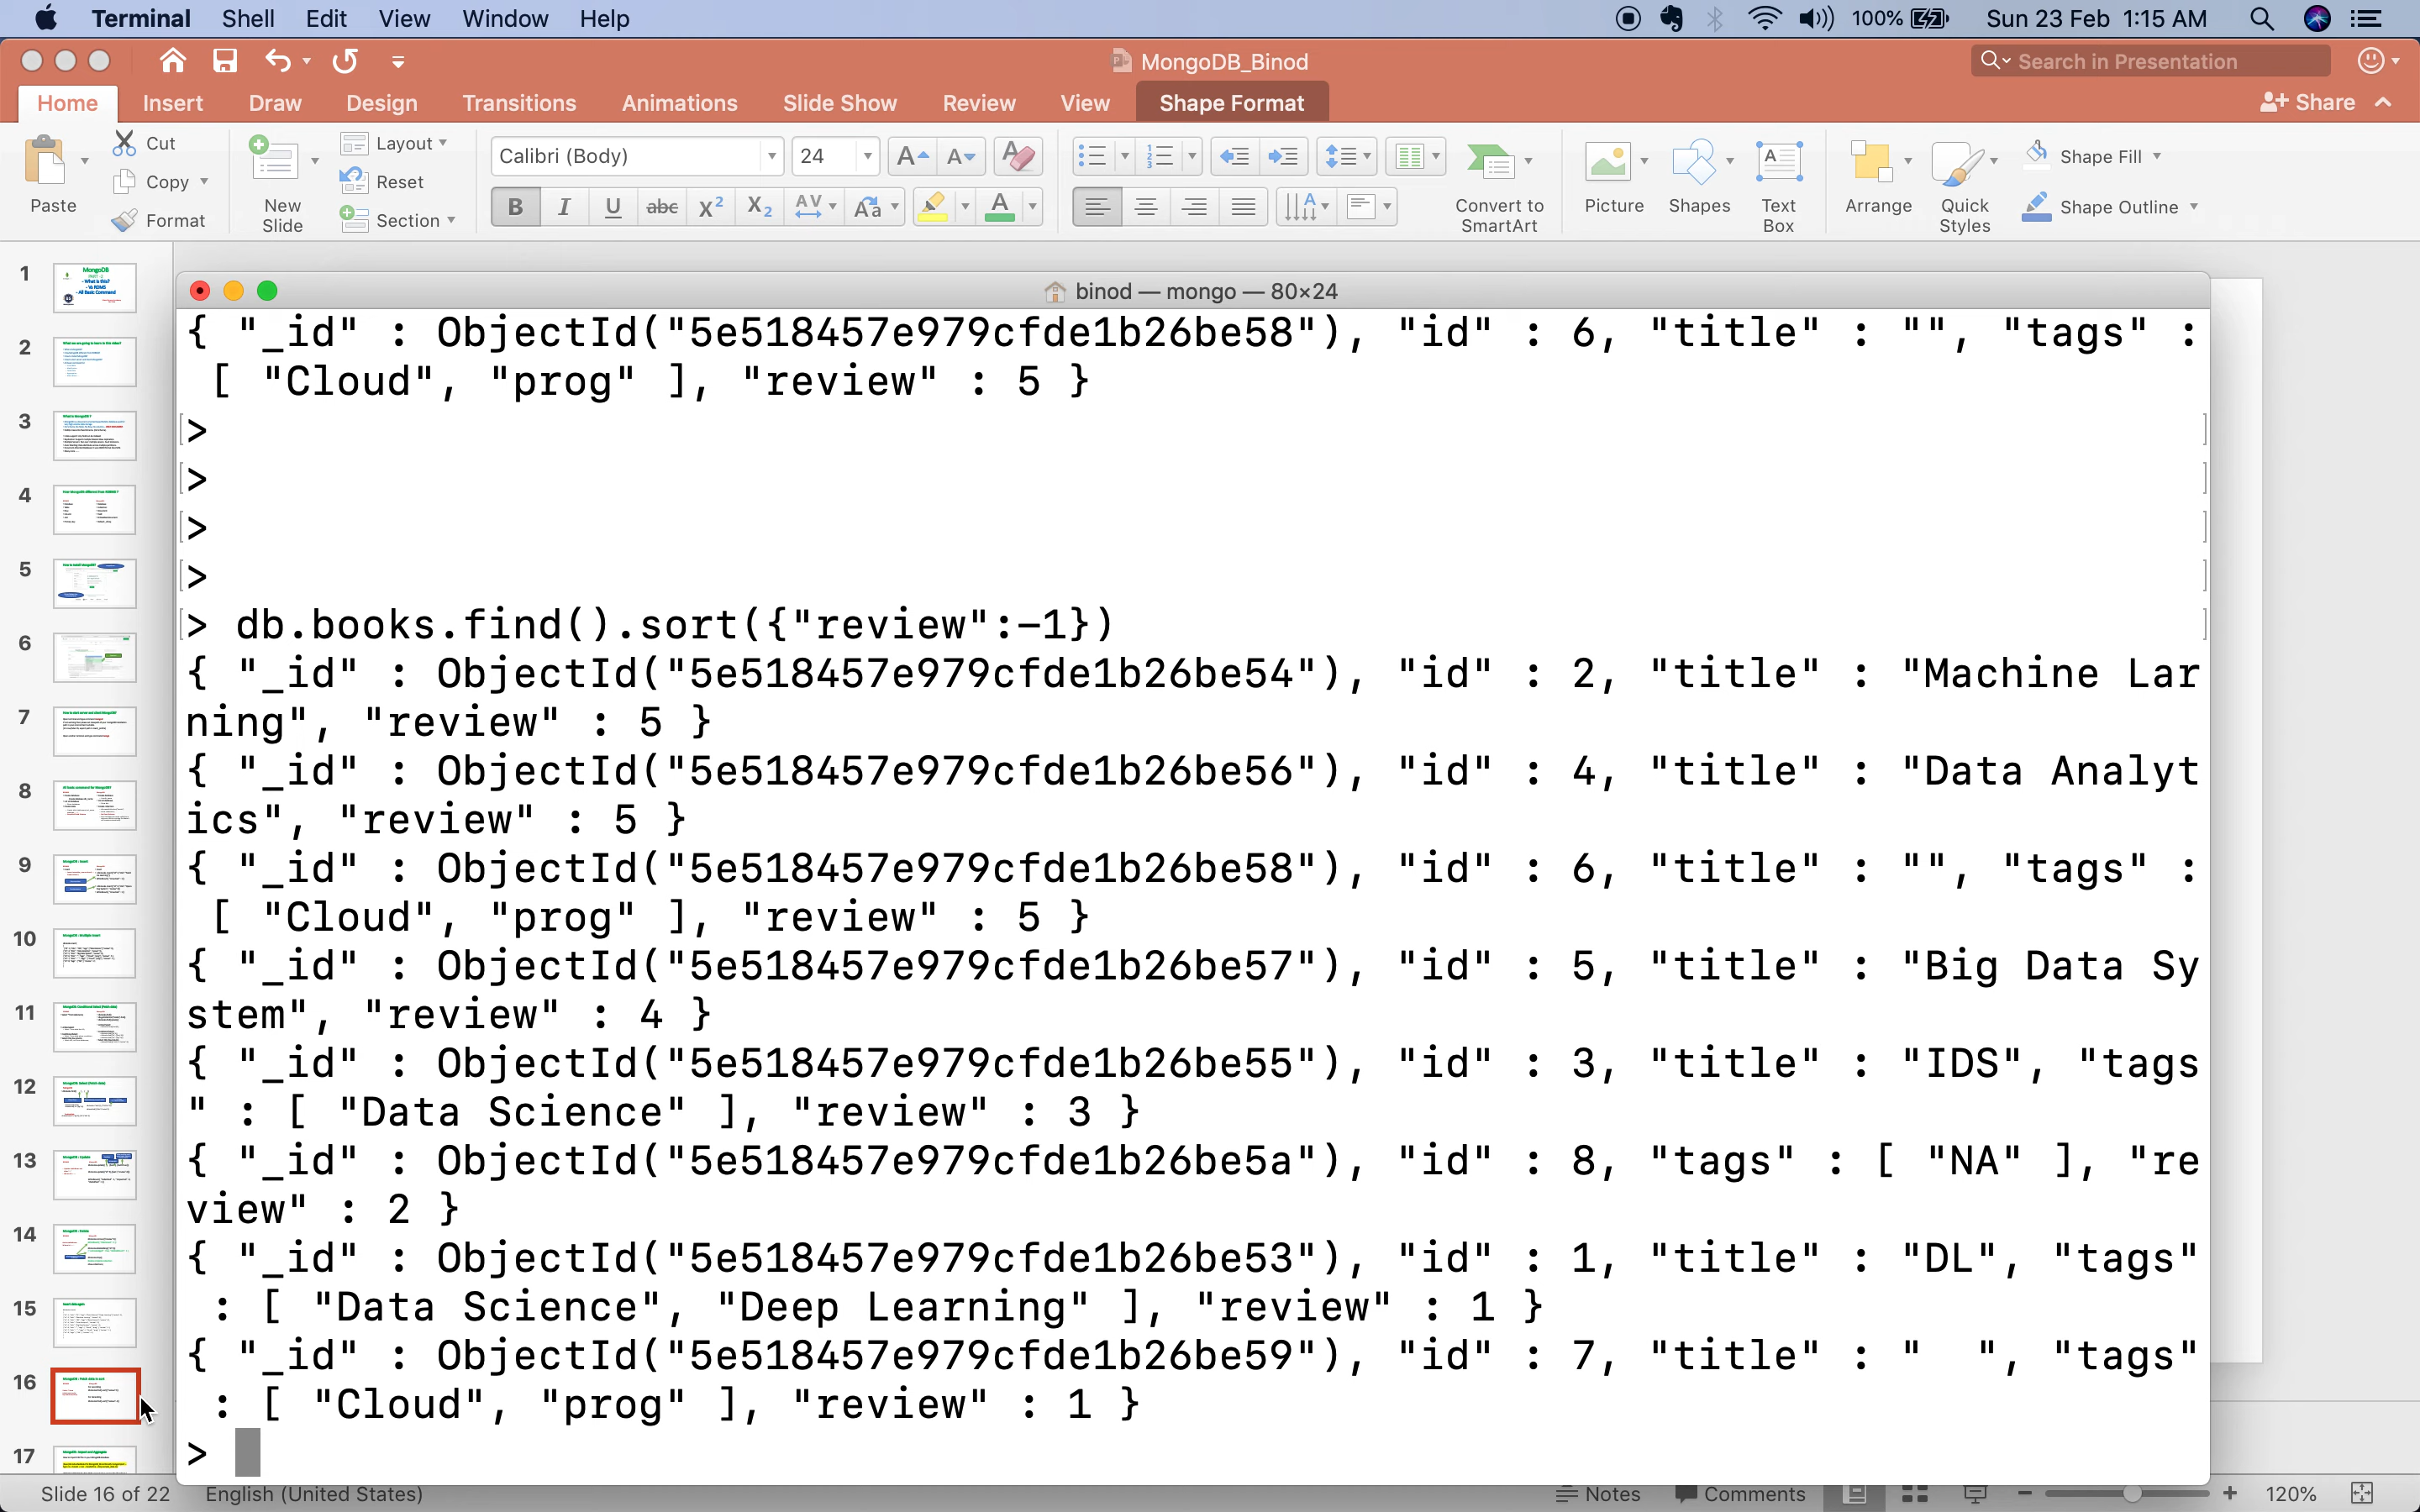 Terminal Shell Edit View Window Help 100% Sun 23 Feb 1:15 AM
MongoDB_Binod
Search in Presentation
Home Insert Draw Design Transitions Animations Slide Show Review View Shape Format Share
Paste Cut Copy Format
New Slide Layout Reset Section
Calibri (Body) 24
Convert to SmartArt
Picture Shapes Text Box
Arrange Quick Styles Shape Fill Shape Outline
binod — mongo — 80×24
{ "_id" : ObjectId("5e518457e979cfde1b26be58"), "id" : 6, "title" : "", "tags" :
[ "Cloud", "prog" ], "review" : 5 }
>
>
>
>
> db.books.find().sort({"review":-1})
{ "_id" : ObjectId("5e518457e979cfde1b26be54"), "id" : 2, "title" : "Machine Lar
ning", "review" : 5 }
{ "_id" : ObjectId("5e518457e979cfde1b26be56"), "id" : 4, "title" : "Data Analyt
ics", "review" : 5 }
{ "_id" : ObjectId("5e518457e979cfde1b26be58"), "id" : 6, "title" : "", "tags" :
[ "Cloud", "prog" ], "review" : 5 }
{ "_id" : ObjectId("5e518457e979cfde1b26be57"), "id" : 5, "title" : "Big Data Sy
stem", "review" : 4 }
{ "_id" : ObjectId("5e518457e979cfde1b26be55"), "id" : 3, "title" : "IDS", "tags
" : [ "Data Science" ], "review" : 3 }
{ "_id" : ObjectId("5e518457e979cfde1b26be5a"), "id" : 8, "tags" : [ "NA" ], "re
view" : 2 }
{ "_id" : ObjectId("5e518457e979cfde1b26be53"), "id" : 1, "title" : "DL", "tags"
: [ "Data Science", "Deep Learning" ], "review" : 1 }
{ "_id" : ObjectId("5e518457e979cfde1b26be59"), "id" : 7, "title" : "  ", "tags"
: [ "Cloud", "prog" ], "review" : 1 }
>
1
MongoDB
2
3
4
5
6
7
8
9
10
11
12
13
14
15
16
17
Slide 16 of 22 English (United States) Notes Comments 120%